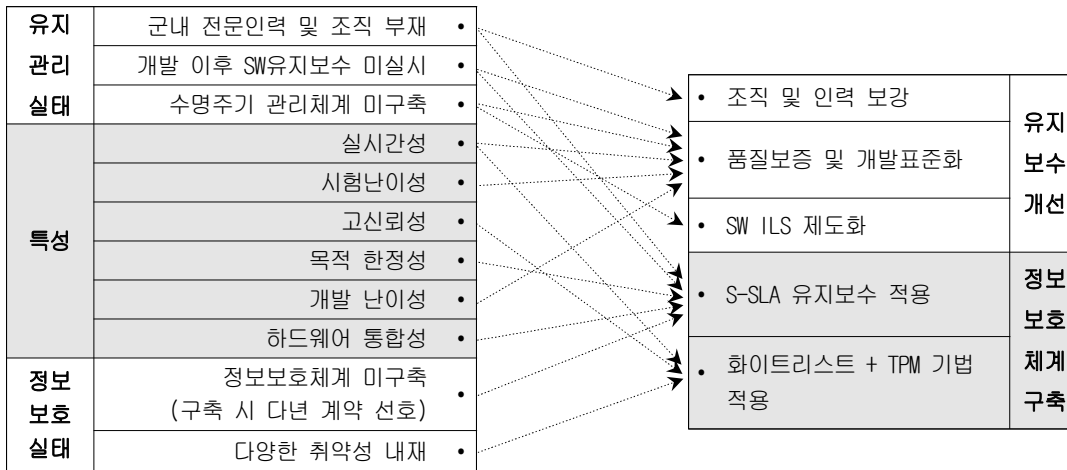 유지
관리
실태
군내 전문인력 및 조직 부재 •
개발 이후 SW유지보수 미실시 •
수명주기 관리체계 미구축 •
특성
실시간성 •
시험난이성 •
고신뢰성 •
목적 한정성 •
개발 난이성 •
하드웨어 통합성 •
정보
보호
실태
정보보호체계 미구축
(구축 시 다년 계약 선호) •
다양한 취약성 내재 •
• 조직 및 인력 보강
• 품질보증 및 개발표준화
• SW ILS 제도화
유지
보수
개선
• S-SLA 유지보수 적용
• 화이트리스트 + TPM 기법
적용
정보
보호
체계
구축